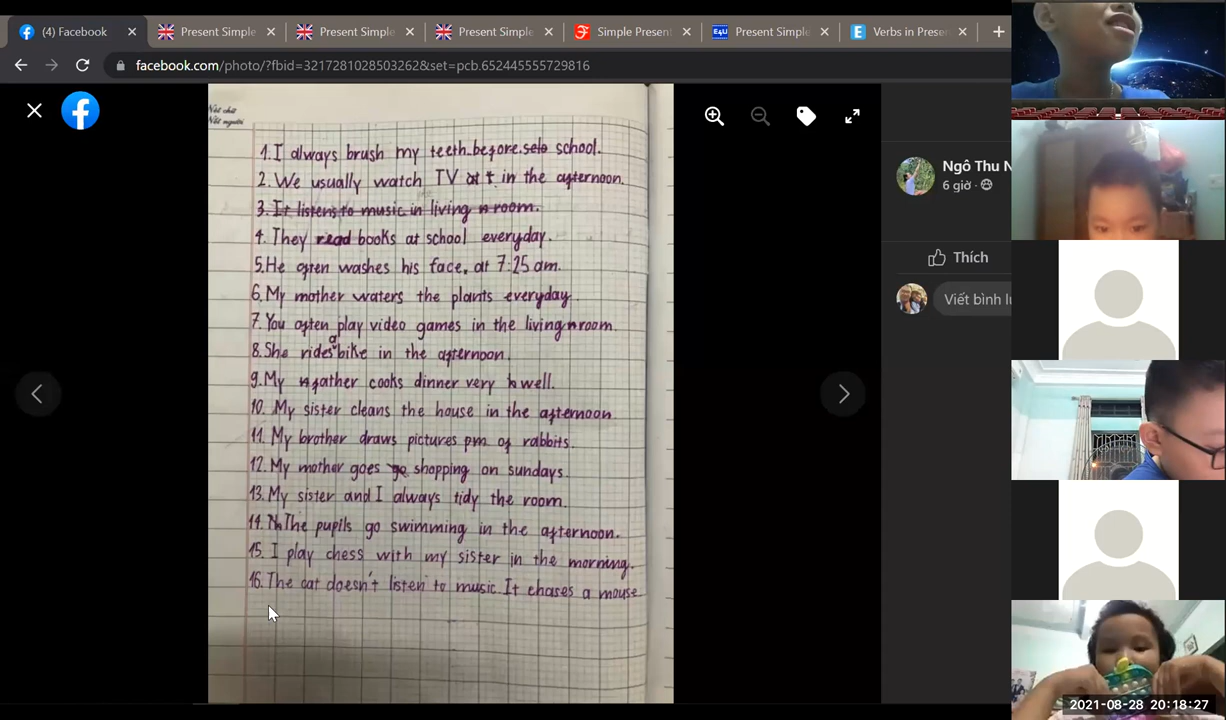 (4) Facebook
Present Simple
Present Simple
Present Simple
Simple Present
E4U
Present Simple
Verbs in Prese
facebook.com/photo/?fbid=3217281028503262&set=pcb.652445555729816
Nét chữ
Nết người
1. I always brush my teeth before school.
2. We usually watch TV at t in the afternoon.
3. It listens to music in living room.
4. They read books at school everyday.
5. He often washes his face, at 7:25 am.
6. My mother waters the plants everyday.
7. You often play video games in the living room.
8. She rides a bike in the afternoon.
9. My father cooks dinner very well.
10. My sister cleans the house in the afternoon.
11. My brother draws pictures pm of rabbits.
12. My mother goes go shopping on sundays.
13. My sister and I always tidy the room.
14. The pupils go swimming in the afternoon.
15. I play chess with my sister in the morning.
16. The cat doesn't listen to music. It chases a mouse
Ngô Thu N
6 giờ
Thích
Viết bình lu
2021-08-28 20:18:27